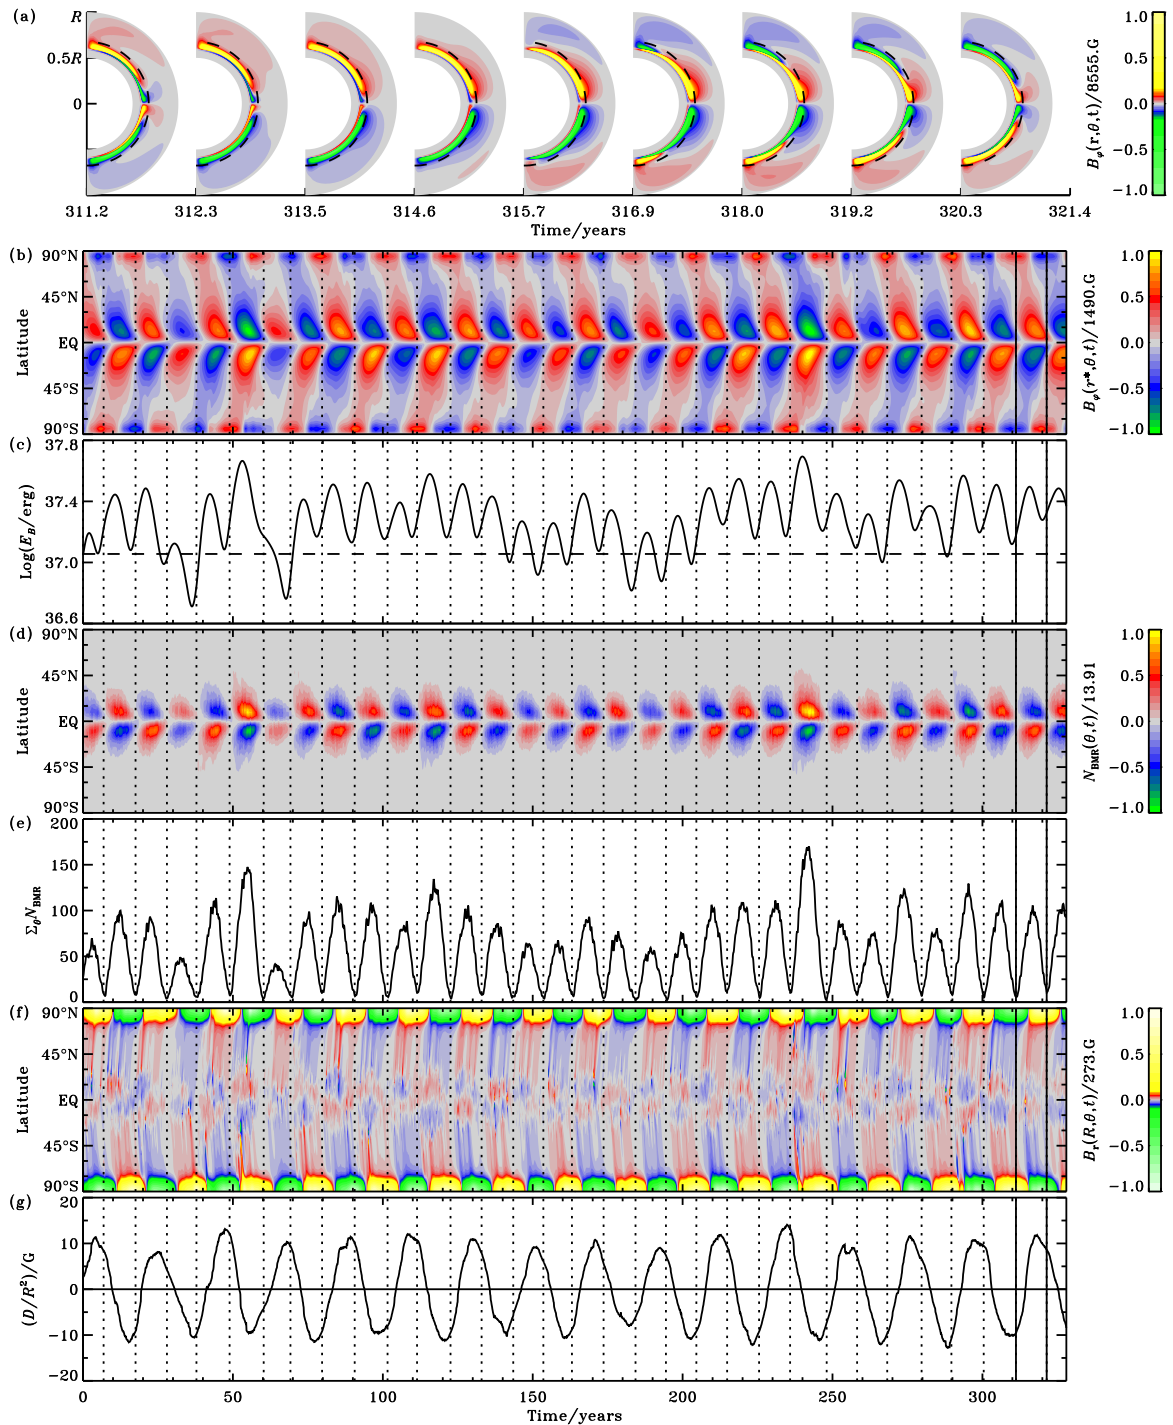 (a)
R
0.5R
0
311.2 312.3 313.5 314.6 315.7 316.9 318.0 319.2 320.3 321.4
Time/years
1.0
0.5
0.0
-0.5
-1.0
Bφ(r,θ,t)/8555.G
(b)
90°N
45°N
EQ
45°S
90°S
Latitude
1.0
0.5
0.0
-0.5
-1.0
Bφ(r*,θ,t)/1490.G
(c)
37.8
37.4
37.0
36.6
Log(E_B/erg)
(d)
90°N
45°N
EQ
45°S
90°S
Latitude
1.0
0.5
0.0
-0.5
-1.0
N_BMR(θ,t)/13.91
(e)
200
150
100
50
0
Σ_θN_BMR
(f)
90°N
45°N
EQ
45°S
90°S
Latitude
1.0
0.5
0.0
-0.5
-1.0
B_r(R,θ,t)/273.G
(g)
20
10
0
-10
-20
(D/R²)/G
0 50 100 150 200 250 300
Time/years